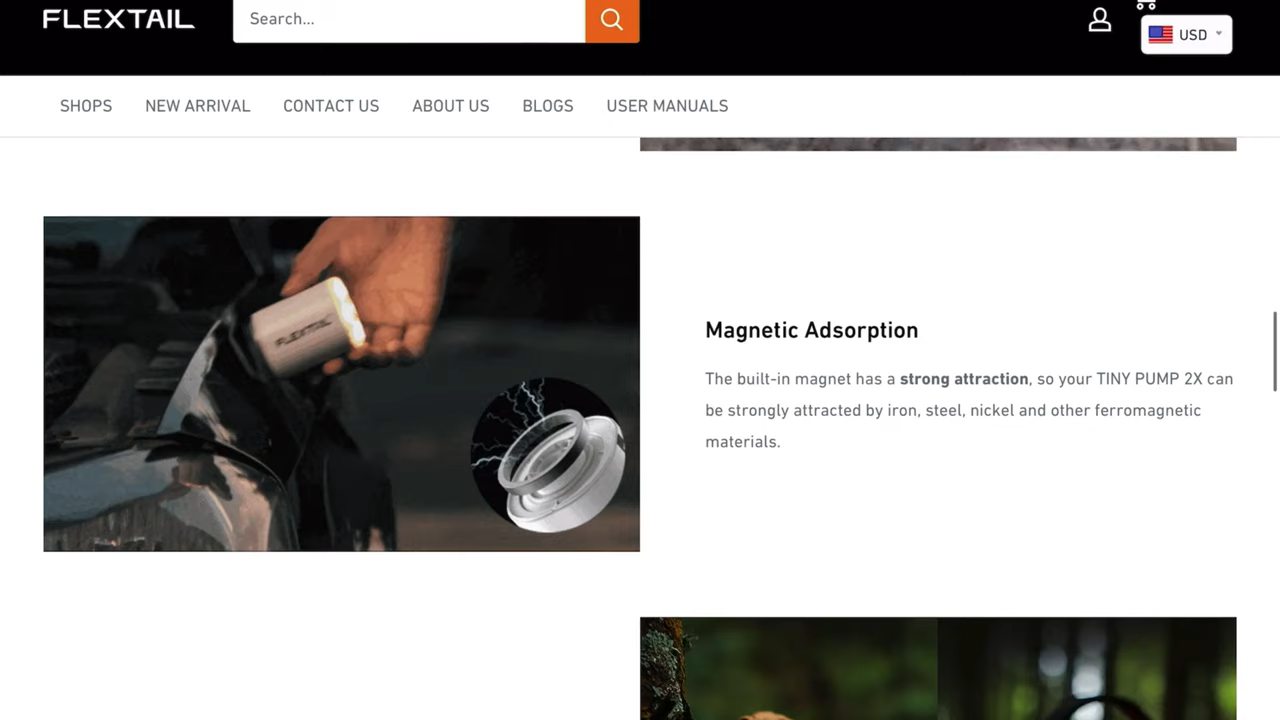 FLEXTAIL
Search...
USD
SHOPS
NEW ARRIVAL
CONTACT US
ABOUT US
BLOGS
USER MANUALS
FLEXTAIL
Magnetic Adsorption
The built-in magnet has a strong attraction, so your TINY PUMP 2X can
be strongly attracted by iron, steel, nickel and other ferromagnetic
materials.